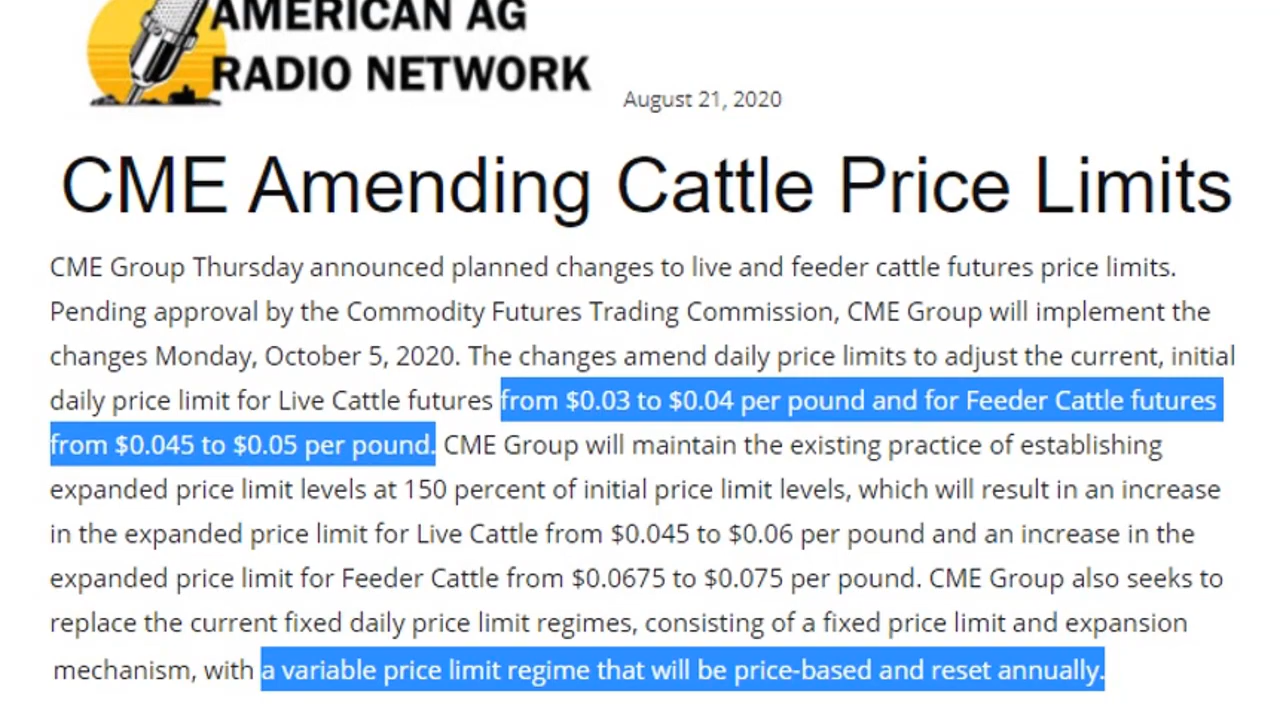 AMERICAN AG
RADIO NETWORK
August 21, 2020
CME Amending Cattle Price Limits
CME Group Thursday announced planned changes to live and feeder cattle futures price limits.
Pending approval by the Commodity Futures Trading Commission, CME Group will implement the
changes Monday, October 5, 2020. The changes amend daily price limits to adjust the current, initial
daily price limit for Live Cattle futures from $0.03 to $0.04 per pound and for Feeder Cattle futures
from $0.045 to $0.05 per pound. CME Group will maintain the existing practice of establishing
expanded price limit levels at 150 percent of initial price limit levels, which will result in an increase
in the expanded price limit for Live Cattle from $0.045 to $0.06 per pound and an increase in the
expanded price limit for Feeder Cattle from $0.0675 to $0.075 per pound. CME Group also seeks to
replace the current fixed daily price limit regimes, consisting of a fixed price limit and expansion
mechanism, with a variable price limit regime that will be price-based and reset annually.